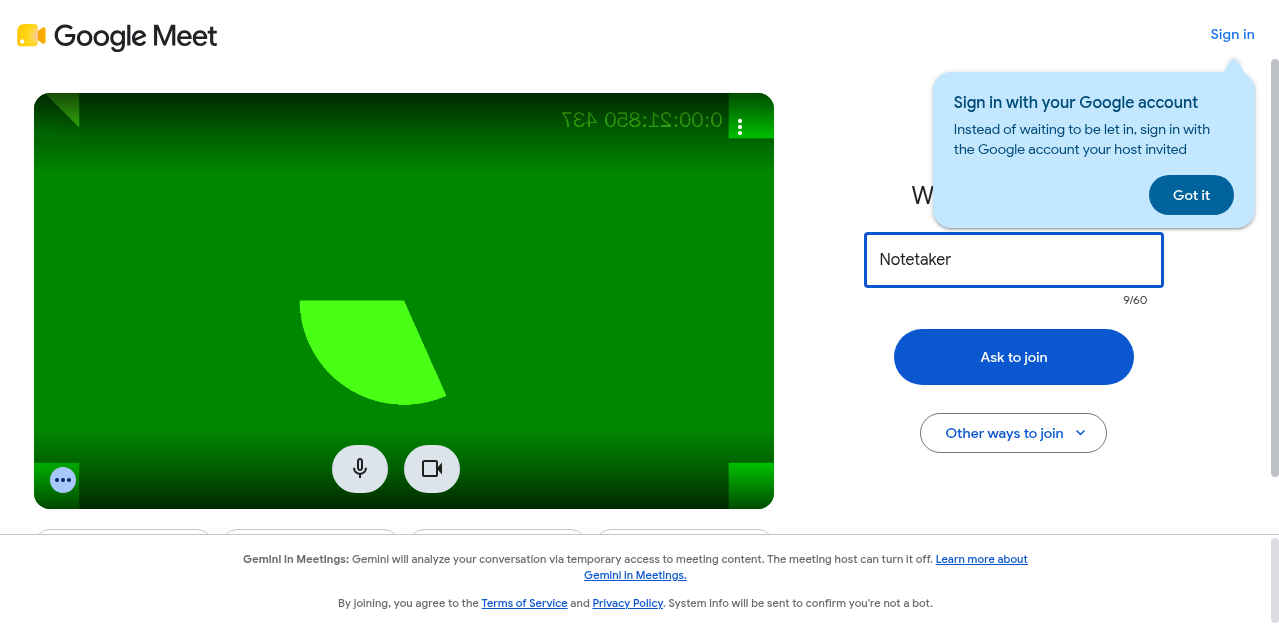 Google Meet
Sign in
0:00:21:850 437
Sign in with your Google account
Instead of waiting to be let in, sign in with
the Google account your host invited
Got it
W
Notetaker
9/60
Ask to join
Other ways to join
Gemini in Meetings: Gemini will analyze your conversation via temporary access to meeting content. The meeting host can turn it off. Learn more about
Gemini in Meetings.
By joining, you agree to the Terms of Service and Privacy Policy. System info will be sent to confirm you're not a bot.